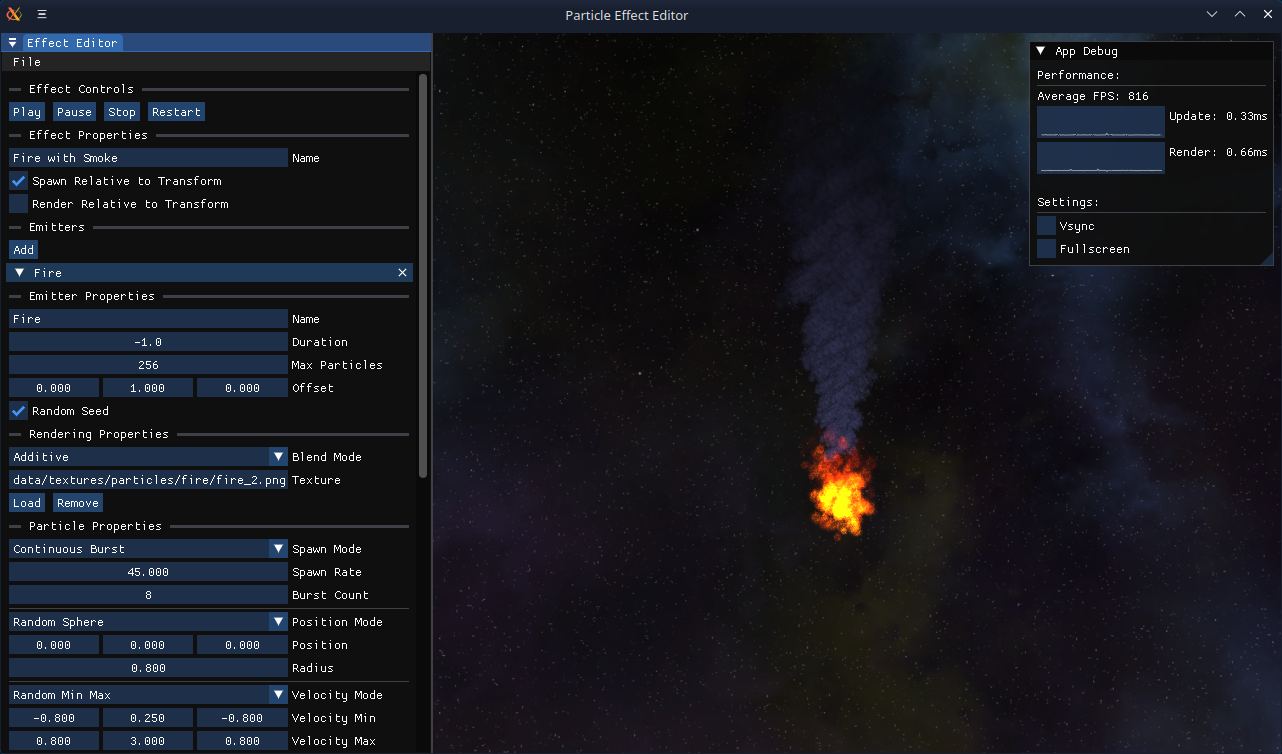 Particle Effect Editor
Effect Editor
File
Effect Controls
Play Pause Stop Restart
Effect Properties
Fire with Smoke Name
Spawn Relative to Transform
Render Relative to Transform
Emitters
Add
Fire
Emitter Properties
Fire Name
-1.0 Duration
256 Max Particles
0.000 1.000 0.000 Offset
Random Seed
Rendering Properties
Additive Blend Mode
data/textures/particles/fire/fire_2.png Texture
Load Remove
Particle Properties
Continuous Burst Spawn Mode
45.000 Spawn Rate
8 Burst Count
Random Sphere Position Mode
0.000 0.000 0.000 Position
0.800 Radius
Random Min Max Velocity Mode
-0.800 0.250 -0.800 Velocity Min
0.800 3.000 0.800 Velocity Max
App Debug
Performance:
Average FPS: 816
Update: 0.33ms
Render: 0.66ms
Settings:
Vsync
Fullscreen